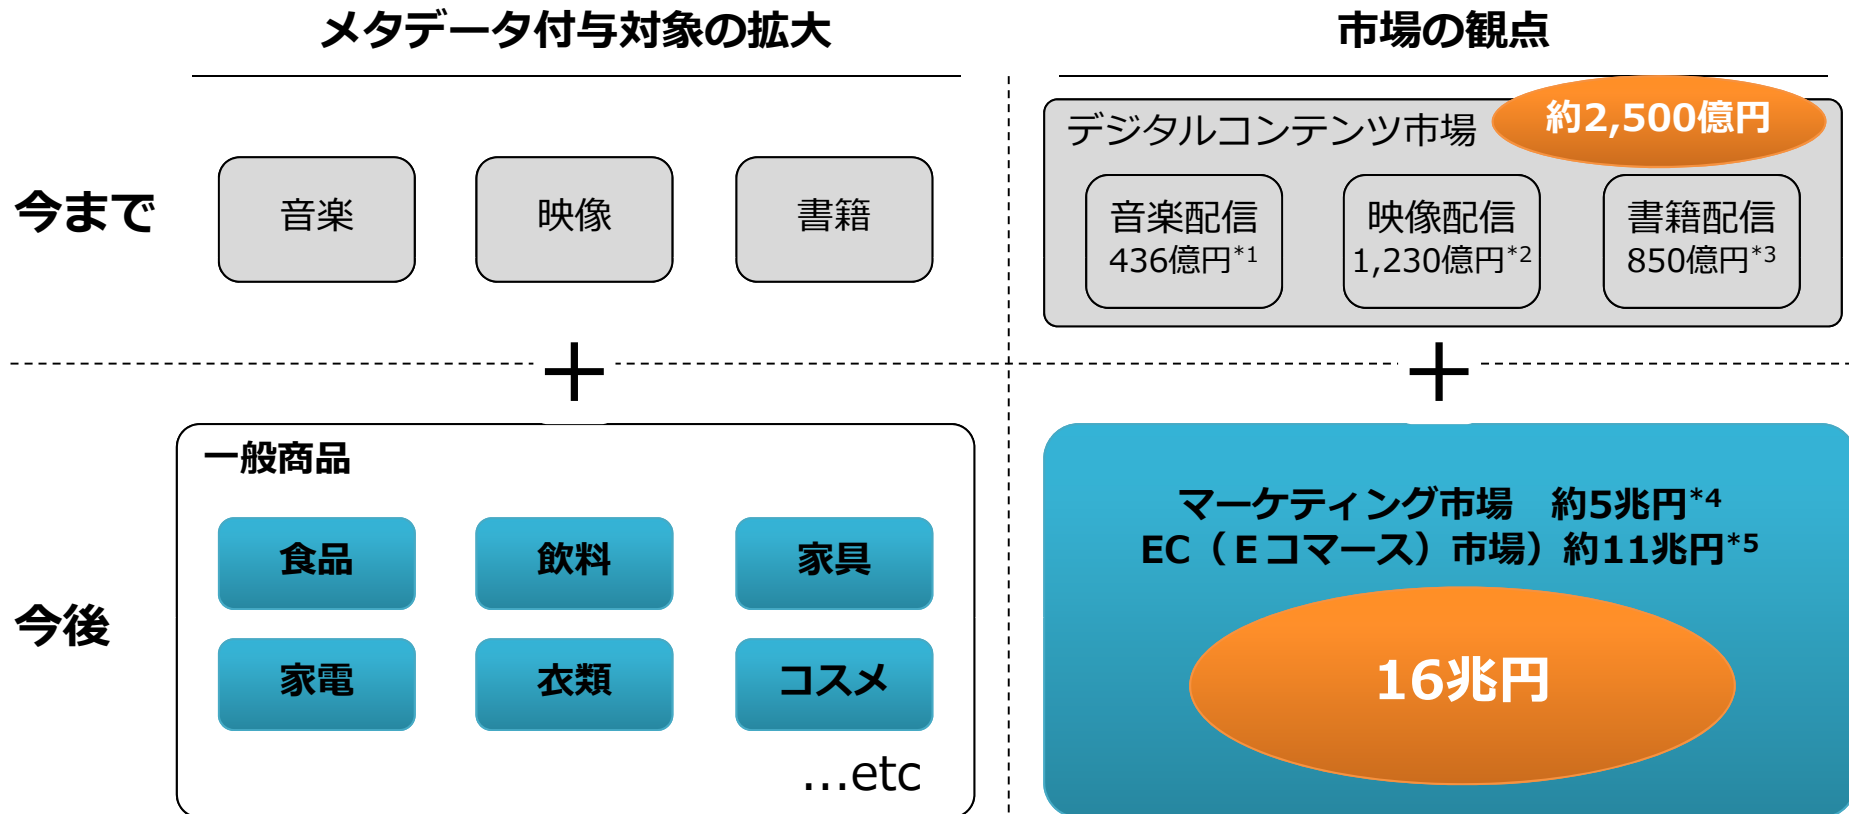 メタデータ付与対象の拡大
市場の観点
今まで
音楽
映像
書籍
デジタルコンテンツ市場
約2,500億円
音楽配信
436億円*1
映像配信
1,230億円*2
書籍配信
850億円*3
+
+
今後
一般商品
食品
飲料
家具
家電
衣類
コスメ
...etc
マーケティング市場　約5兆円*4
EC（Ｅコマース）市場）約11兆円*5
16兆円